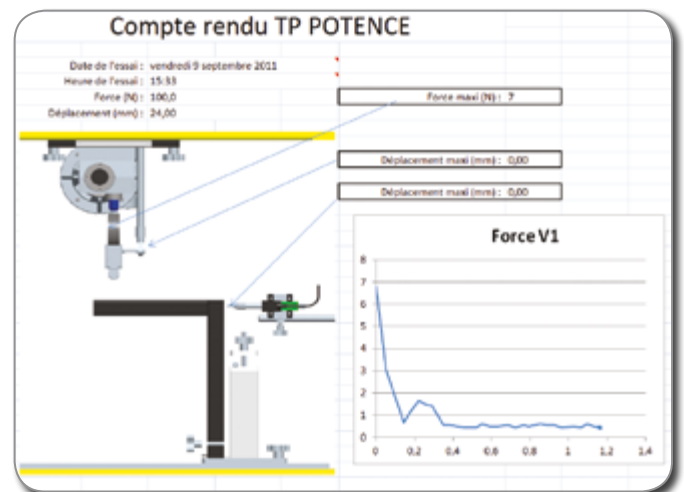 Compte rendu TP POTENCE
Date de l'essai : vendredi 9 septembre 2011
Heure de l'essai : 15:33
Force (N) : 100,0
Déplacement (mm) : 24,00
Force maxi (N) : 7
Déplacement maxi (mm) : 0,00
Déplacement maxi (mm) : 0,00
Force V1
8
7
6
5
4
3
2
1
0
0 0,2 0,4 0,6 0,8 1 1,2 1,4